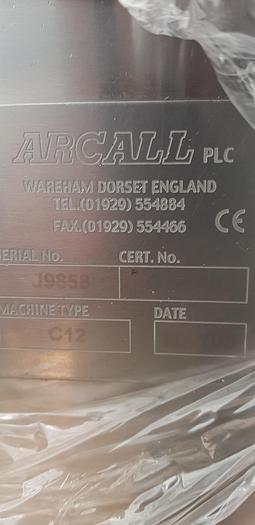 ARCALL PLC
WAREHAM DORSET ENGLAND
TEL.(01929) 554884
FAX.(01929) 554466 CE
SERIAL No. CERT. No.
J9858
MACHINE TYPE DATE
C12